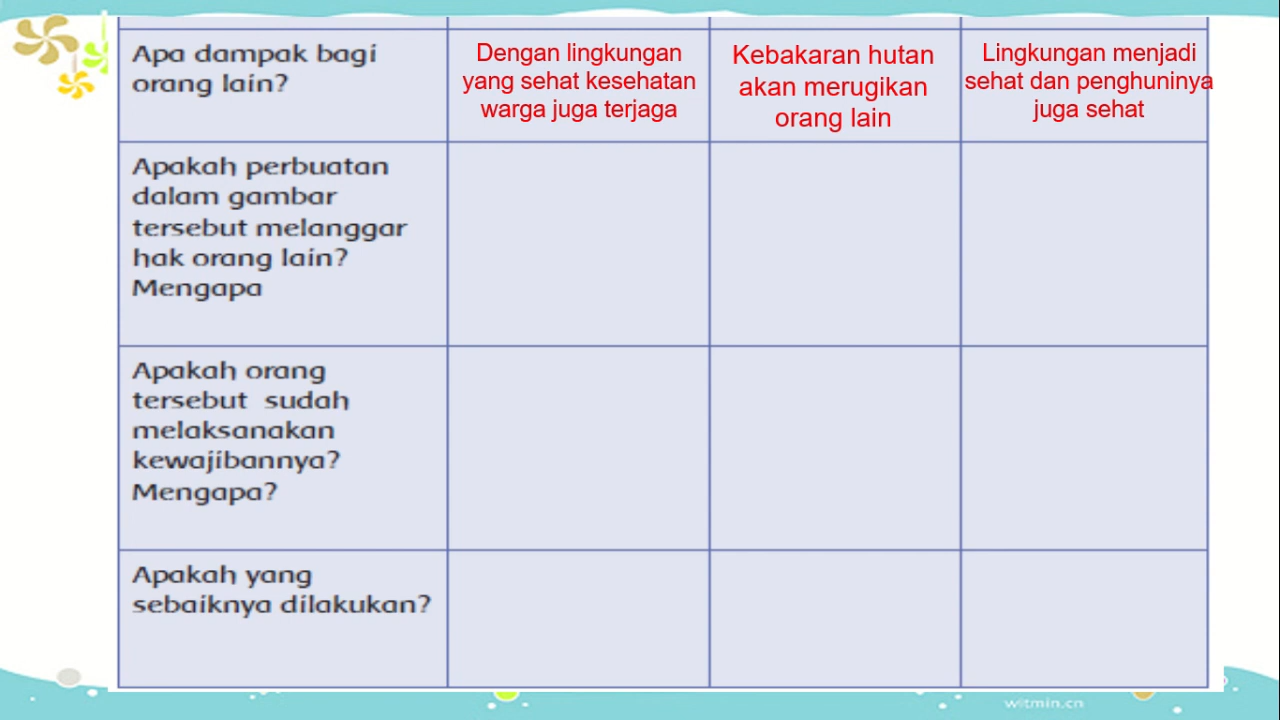 Apa dampak bagi
orang lain?
Dengan lingkungan
yang sehat kesehatan
warga juga terjaga
Kebakaran hutan
akan merugikan
orang lain
Lingkungan menjadi
sehat dan penghuninya
juga sehat
Apakah perbuatan
dalam gambar
tersebut melanggar
hak orang lain?
Mengapa
Apakah orang
tersebut sudah
melaksanakan
kewajibannya?
Mengapa?
Apakah yang
sebaiknya dilakukan?
witmin.cn